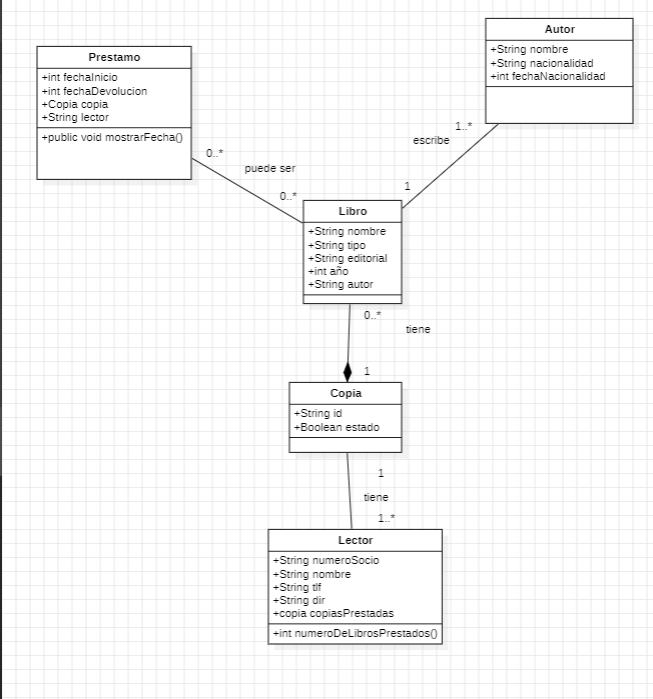 Prestamo
+int fechaInicio
+int fechaDevolucion
+Copia copia
+String lector
+public void mostrarFecha()
Autor
+String nombre
+String nacionalidad
+int fechaNacionalidad
0..*
puede ser
0..*
1..*
escribe
1
Libro
+String nombre
+String tipo
+String editorial
+int año
+String autor
0..*
tiene
1
Copia
+String id
+Boolean estado
1
tiene
1..*
Lector
+String numeroSocio
+String nombre
+String tlf
+String dir
+copia copiasPrestadas
+int numeroDeLibrosPrestados()